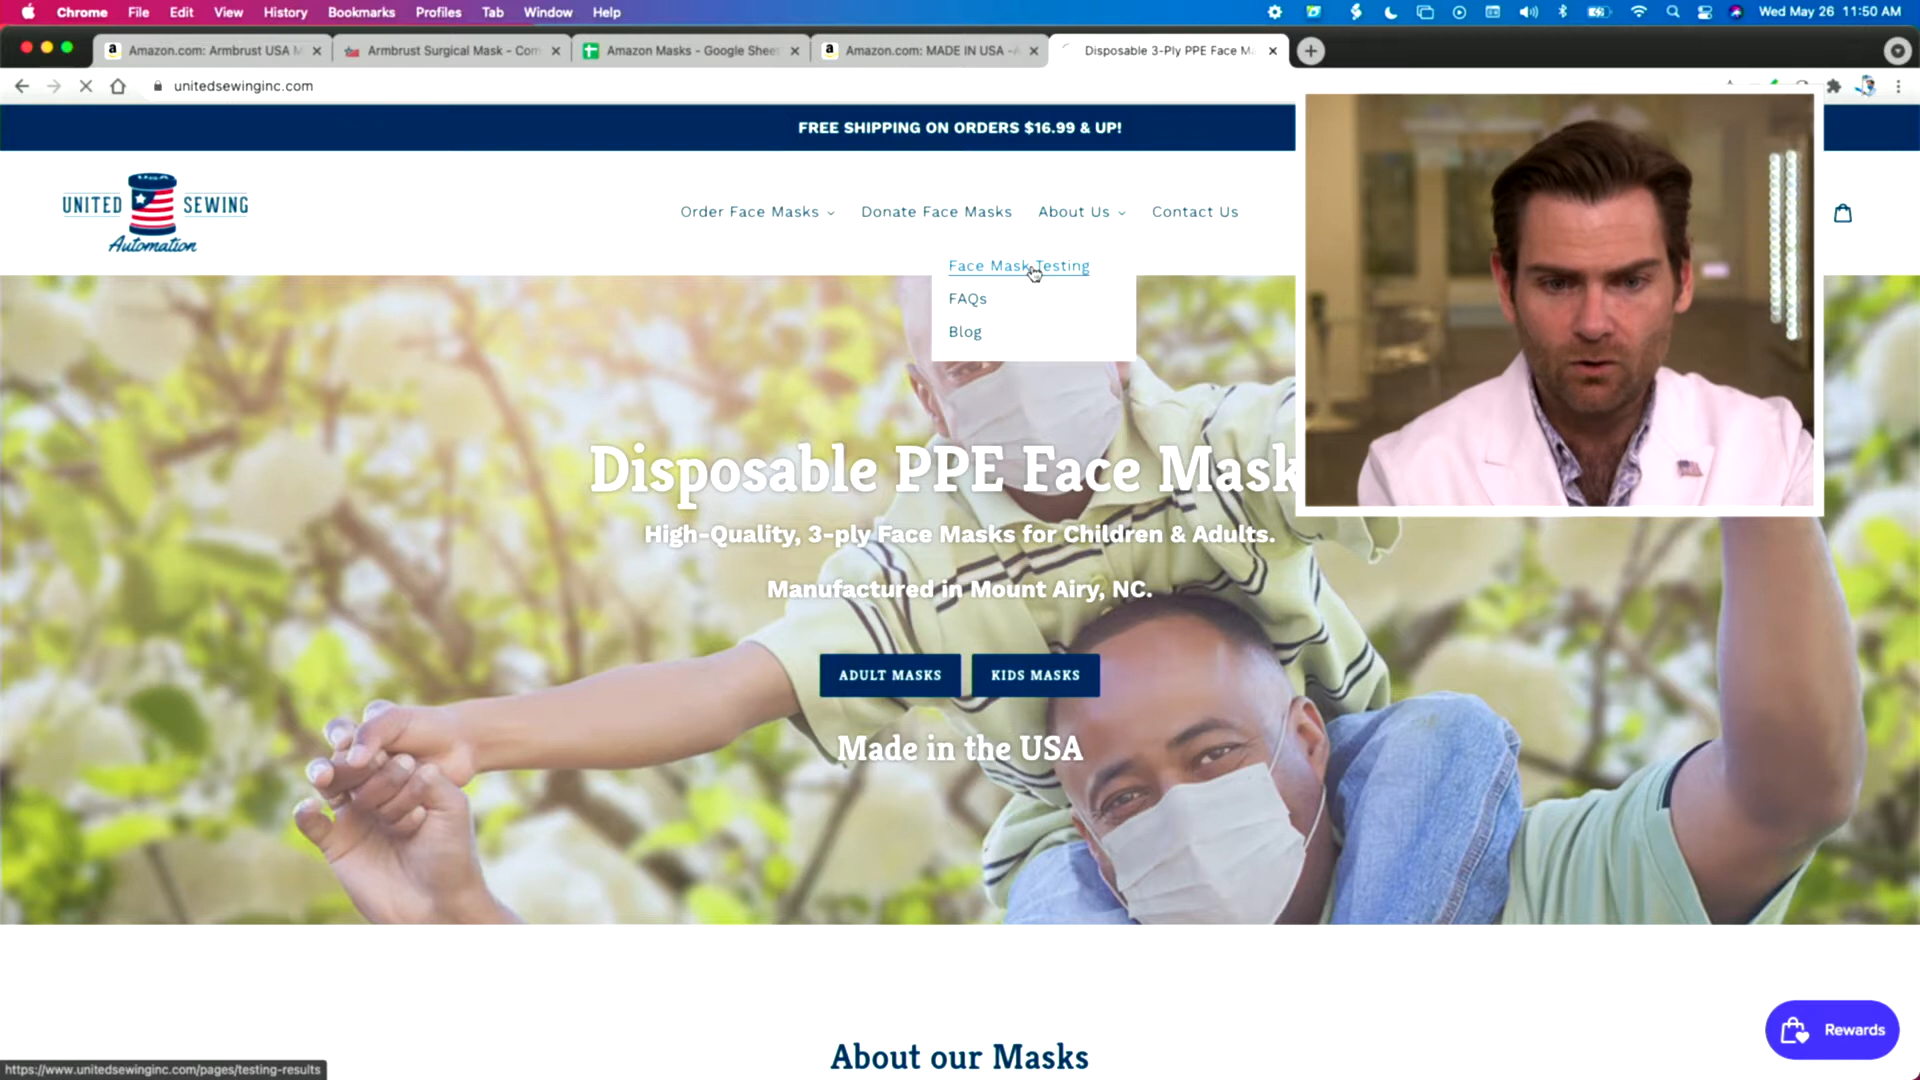 Chrome File Edit View History Bookmarks Profiles Tab Window Help Wed May 26 11:50 AM
Amazon.com: Armbrust USA M Armbrust Surgical Mask - Com Amazon Masks - Google Shee Amazon.com: MADE IN USA - Disposable 3-Ply PPE Face M
unitedsewinginc.com
FREE SHIPPING ON ORDERS $16.99 & UP!
USA
UNITED SEWING
Automation
Order Face Masks Donate Face Masks About Us Contact Us
Face Mask Testing
FAQs
Blog
Disposable PPE Face Mask
High-Quality, 3-ply Face Masks for Children & Adults.
Manufactured in Mount Airy, NC.
ADULT MASKS KIDS MASKS
Made in the USA
About our Masks
Rewards
https://www.unitedsewinginc.com/pages/testing-results